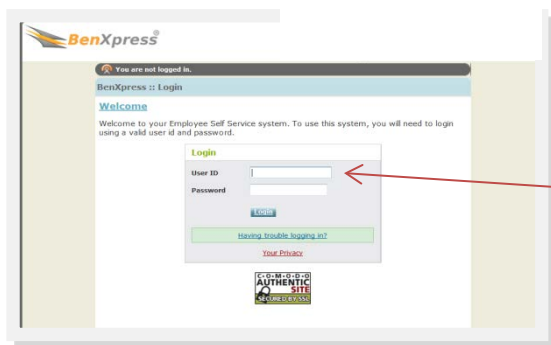 BenXpress®
You are not logged in.
BenXpress :: Login
Welcome
Welcome to your Employee Self Service system. To use this system, you will need to login
using a valid user id and password.
Login
User ID
Password
Login
Having trouble logging in?
Your Privacy
C·O·M·O·D·O
AUTHENTIC
SITE
SECURED BY SSL